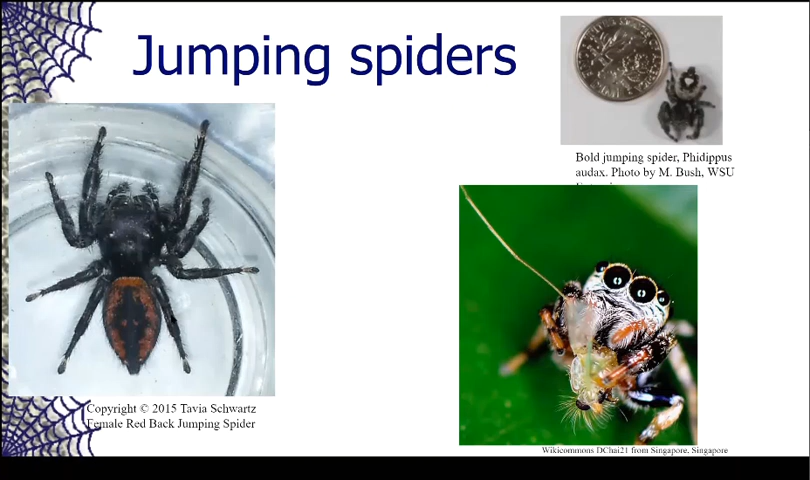 Jumping spiders
Bold jumping spider, Phidippus
audax. Photo by M. Bush, WSU
Copyright © 2015 Tavia Schwartz
Female Red Back Jumping Spider
Wikicommons DChai21 from Singapore, Singapore